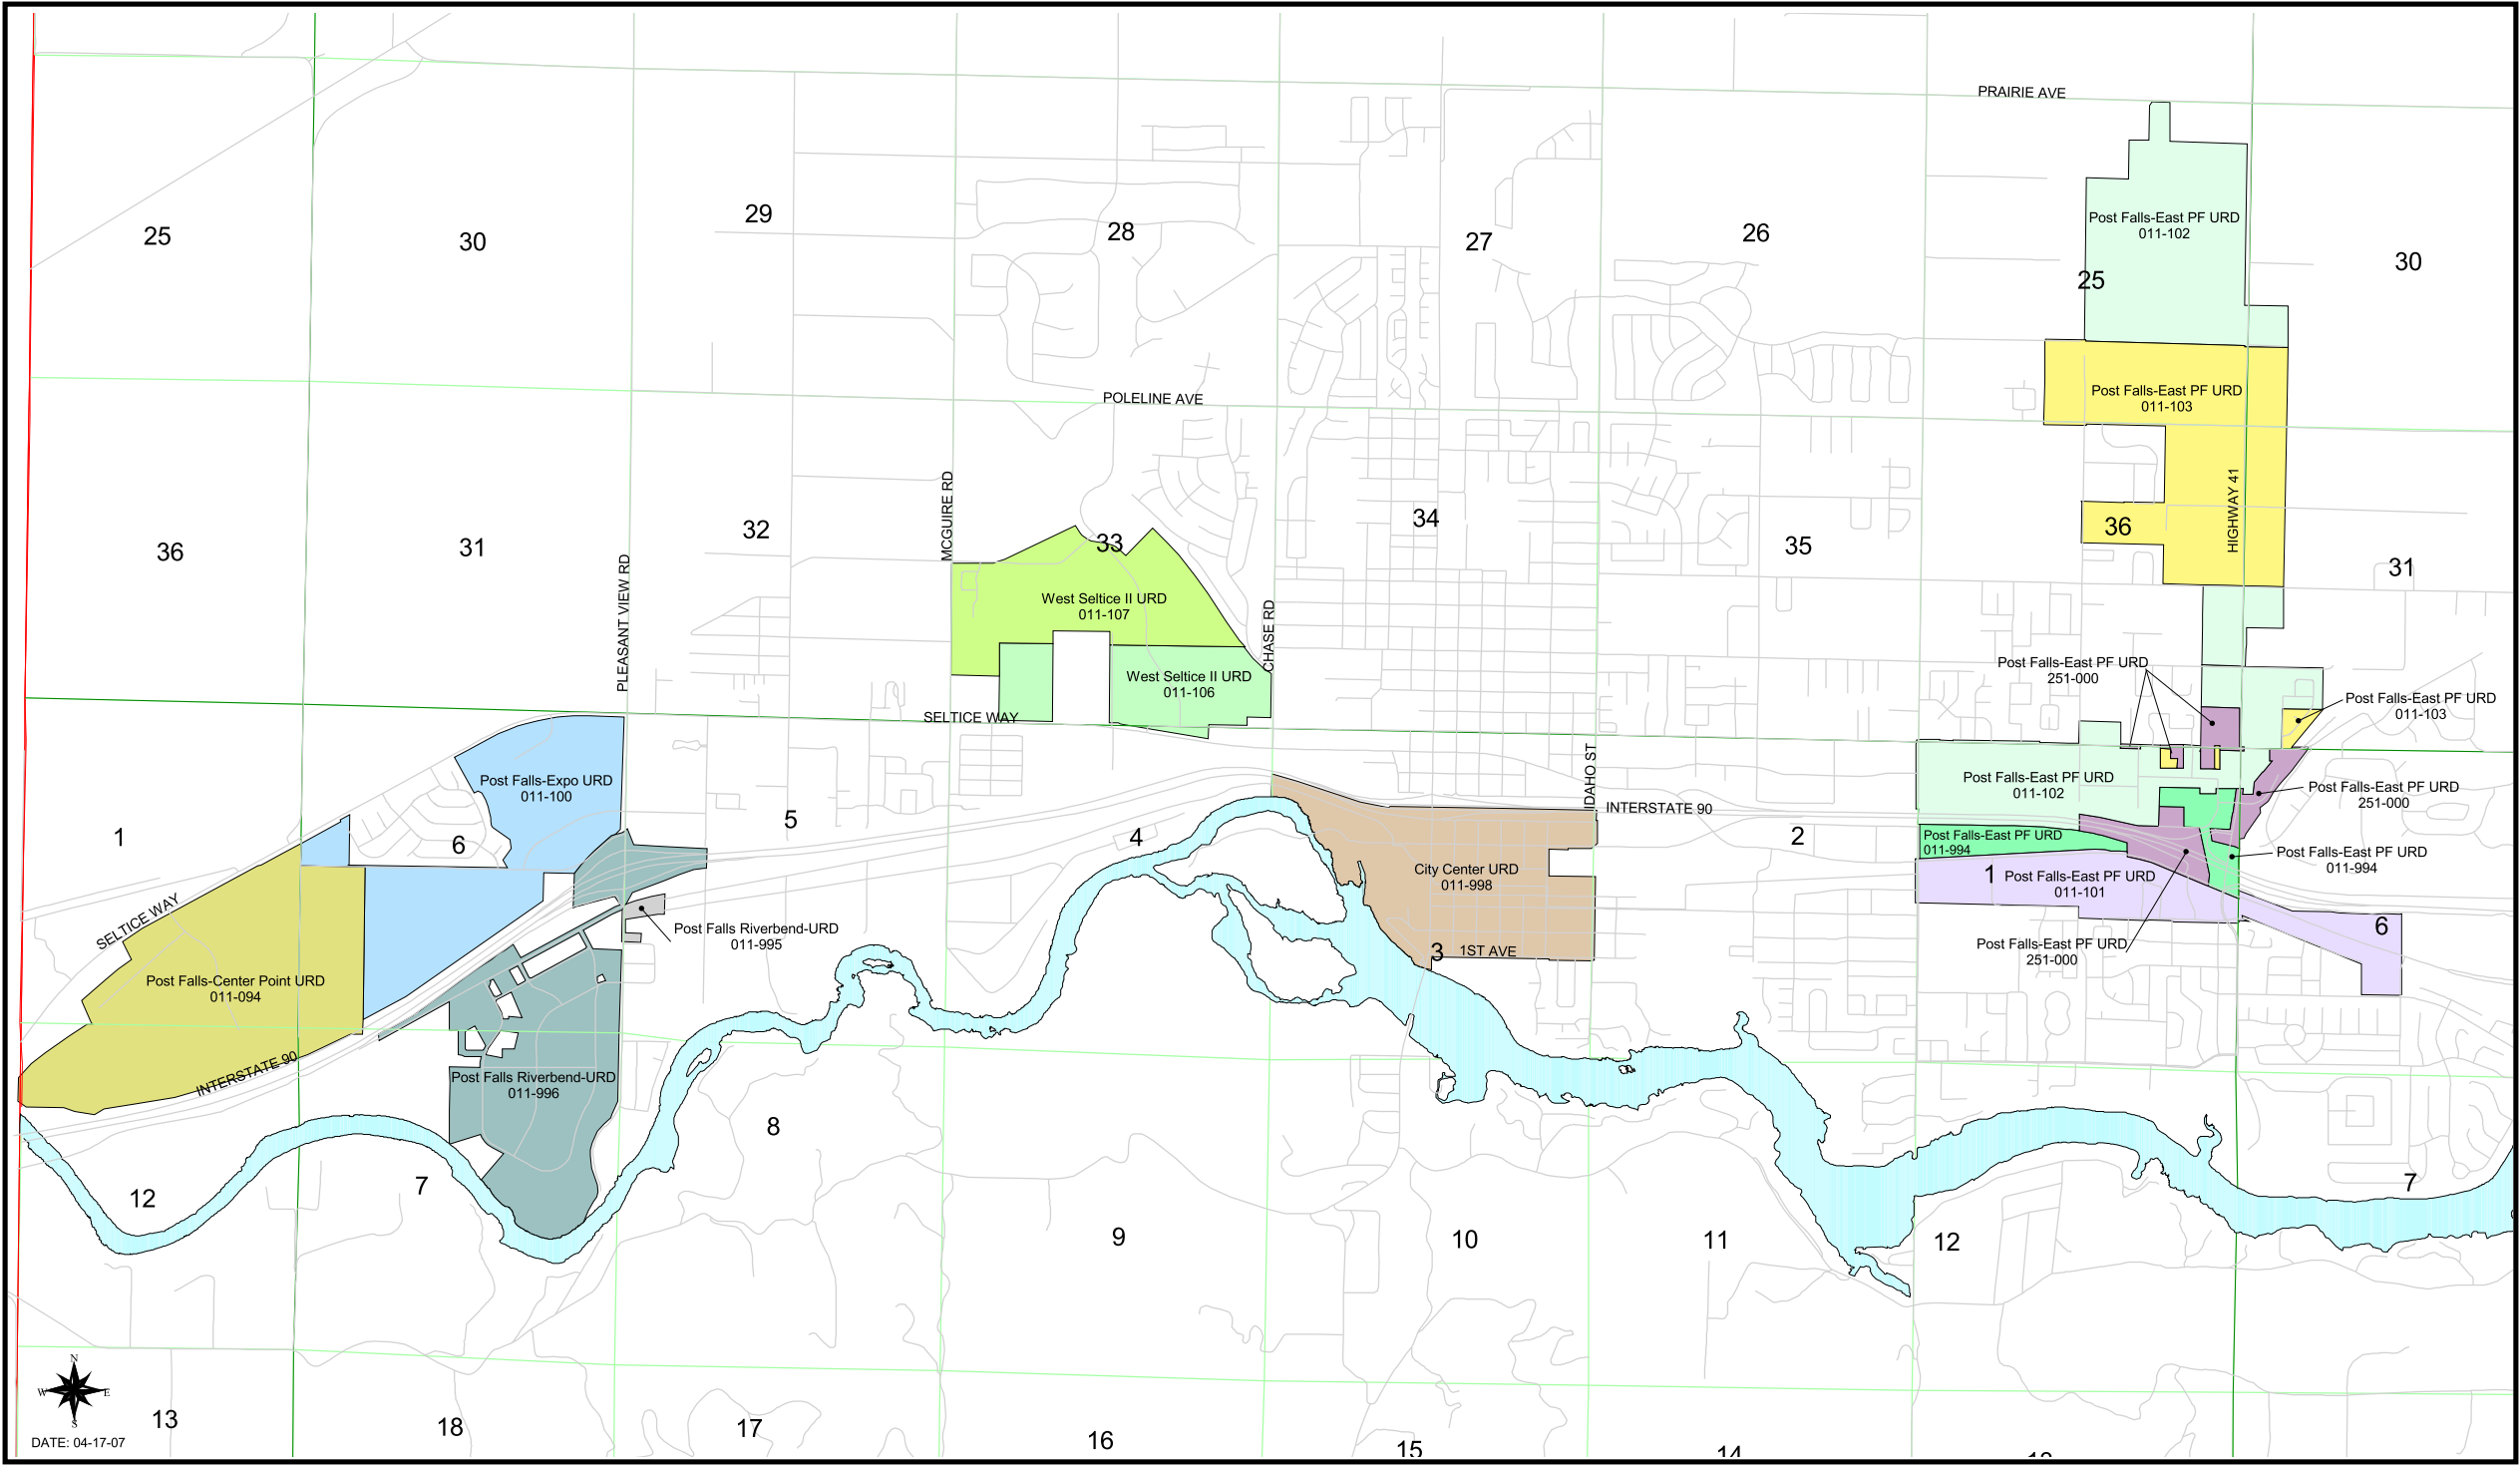 PRAIRIE AVE
25
30
29
28
27
26
Post Falls-East PF URD
011-102
25
30
POLELINE AVE
Post Falls-East PF URD
011-103
36
31
32
MCGUIRE RD
33
34
35
36
HIGHWAY 41
31
PLEASANT VIEW RD
West Seltice II URD
011-107
CHASE RD
West Seltice II URD
011-106
SELTICE WAY
Post Falls-East PF URD
251-000
Post Falls-East PF URD
011-103
Post Falls-Expo URD
011-100
IDAHO ST
INTERSTATE 90
Post Falls-East PF URD
011-102
Post Falls-East PF URD
251-000
1
6
5
4
2
Post Falls-East PF URD
011-994
Post Falls-East PF URD
011-994
City Center URD
011-998
1
Post Falls-East PF URD
011-101
SELTICE WAY
Post Falls Riverbend-URD
011-995
3
1ST AVE
Post Falls-East PF URD
251-000
6
Post Falls-Center Point URD
011-094
INTERSTATE 90
Post Falls Riverbend-URD
011-996
12
7
8
9
10
11
12
7
N
W
E
S
DATE: 04-17-07
13
18
17
16
15
14